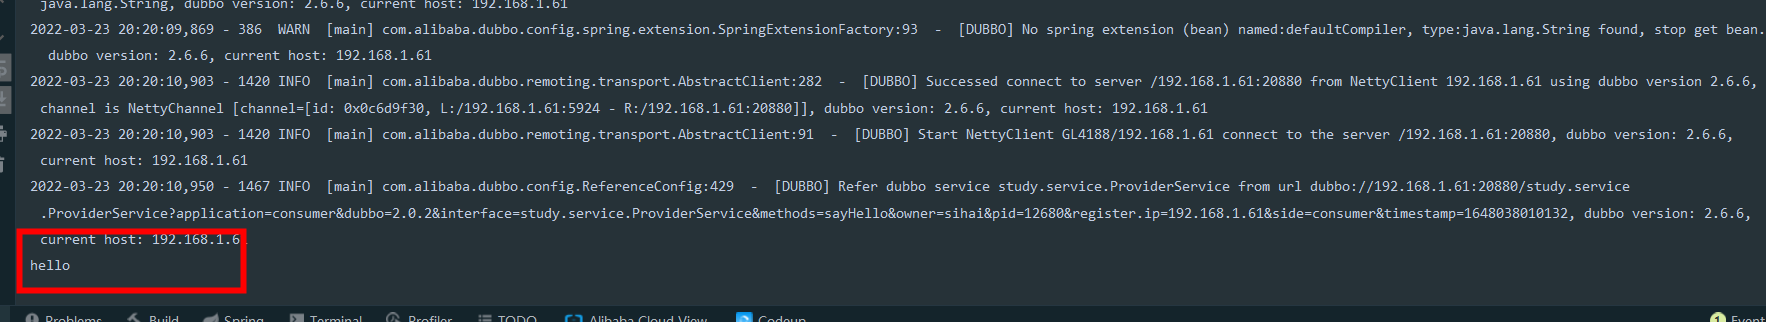 java.lang.String, dubbo version: 2.6.6, current host: 192.168.1.61
2022-03-23 20:20:09,869 - 386  WARN  [main] com.alibaba.dubbo.config.spring.extension.SpringExtensionFactory:93  -  [DUBBO] No spring extension (bean) named:defaultCompiler, type:java.lang.String found, stop get bean.
dubbo version: 2.6.6, current host: 192.168.1.61
2022-03-23 20:20:10,903 - 1420 INFO  [main] com.alibaba.dubbo.remoting.transport.AbstractClient:282  -  [DUBBO] Successed connect to server /192.168.1.61:20880 from NettyClient 192.168.1.61 using dubbo version 2.6.6,
channel is NettyChannel [channel=[id: 0x0c6d9f30, L:/192.168.1.61:5924 - R:/192.168.1.61:20880]], dubbo version: 2.6.6, current host: 192.168.1.61
2022-03-23 20:20:10,903 - 1420 INFO  [main] com.alibaba.dubbo.remoting.transport.AbstractClient:91  -  [DUBBO] Start NettyClient GL4188/192.168.1.61 connect to the server /192.168.1.61:20880, dubbo version: 2.6.6,
current host: 192.168.1.61
2022-03-23 20:20:10,950 - 1467 INFO  [main] com.alibaba.dubbo.config.ReferenceConfig:429  -  [DUBBO] Refer dubbo service study.service.ProviderService from url dubbo://192.168.1.61:20880/study.service
.ProviderService?application=consumer&dubbo=2.0.2&interface=study.service.ProviderService&methods=sayHello&owner=sihai&pid=12680&register.ip=192.168.1.61&side=consumer&timestamp=1648038010132, dubbo version: 2.6.6,
current host: 192.168.1.61
hello
Problems Build Spring Terminal Profiler TODO Alibaba Cloud View Codeup 1 Event